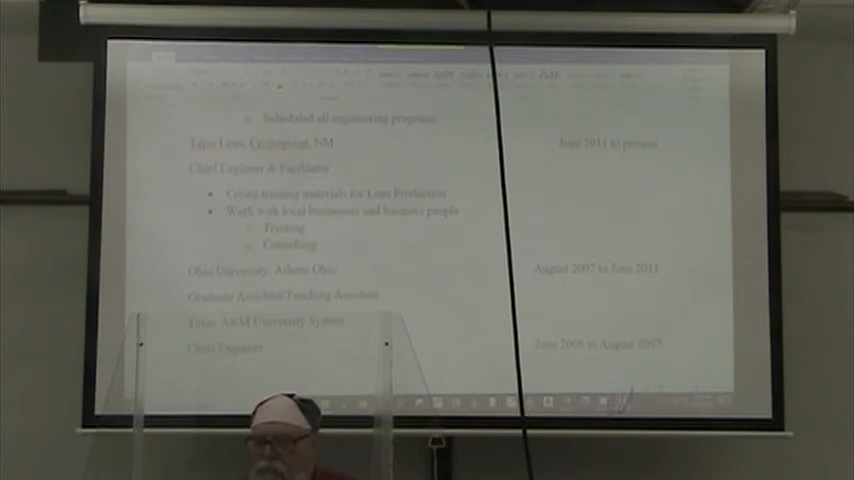 Scheduled all engineering programs
Lean, Crownpoint, NM June 2011 to present
Chief Engineer & Facilitator
• Create training materials for Lean Production
• Work with local businesses and business people
o Training
o Consulting
Ohio University, Athens Ohio August 2007 to June 2011
Graduate Assistant/Teaching Assistant
Texas A&M University System
Chief Engineer June 2006 to August 2007